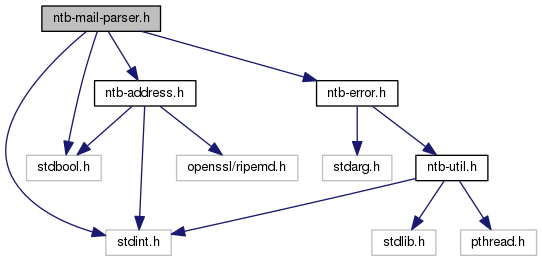 ntb-mail-parser.h
ntb-address.h
ntb-error.h
stdbool.h
openssl/ripemd.h
stdarg.h
ntb-util.h
stdint.h
stdlib.h
pthread.h